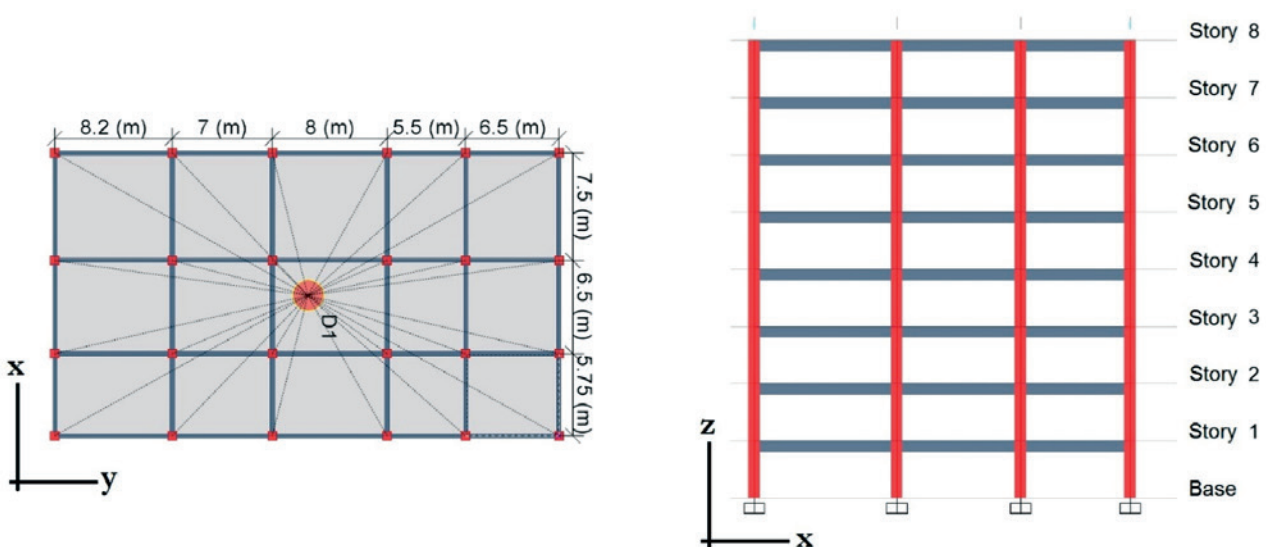 8.2 (m) 7 (m) 8 (m) 5.5 (m) 6.5 (m)
7.5 (m)
6.5 (m)
5.75 (m)
D1
x
y
Story 8
Story 7
Story 6
Story 5
Story 4
Story 3
Story 2
Story 1
Base
z
x